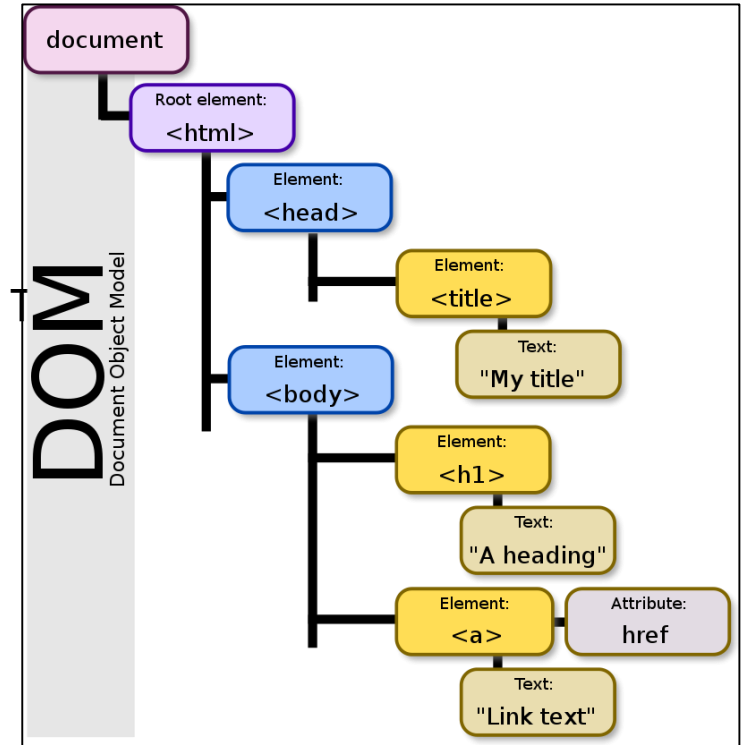 document
Root element:
<html>
Element:
<head>
Element:
<title>
Text:
"My title"
Element:
<body>
Element:
<h1>
Text:
"A heading"
Element:
<a>
Attribute:
href
Text:
"Link text"
T
DOM
Document Object Model